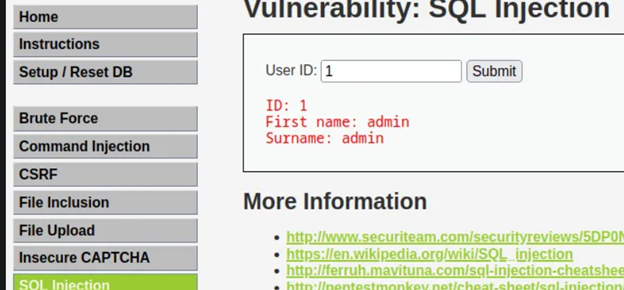 Home
Instructions
Setup / Reset DB
Brute Force
Command Injection
CSRF
File Inclusion
File Upload
Insecure CAPTCHA
SQL Injection
Vulnerability: SQL Injection
User ID: 1 Submit
ID: 1
First name: admin
Surname: admin
More Information
http://www.securiteam.com/securityreviews/5DP0N
https://en.wikipedia.org/wiki/SQL_injection
http://ferruh.mavituna.com/sql-injection-cheatshee
http://pentestmonkey.net/cheat-sheet/sql-injection/